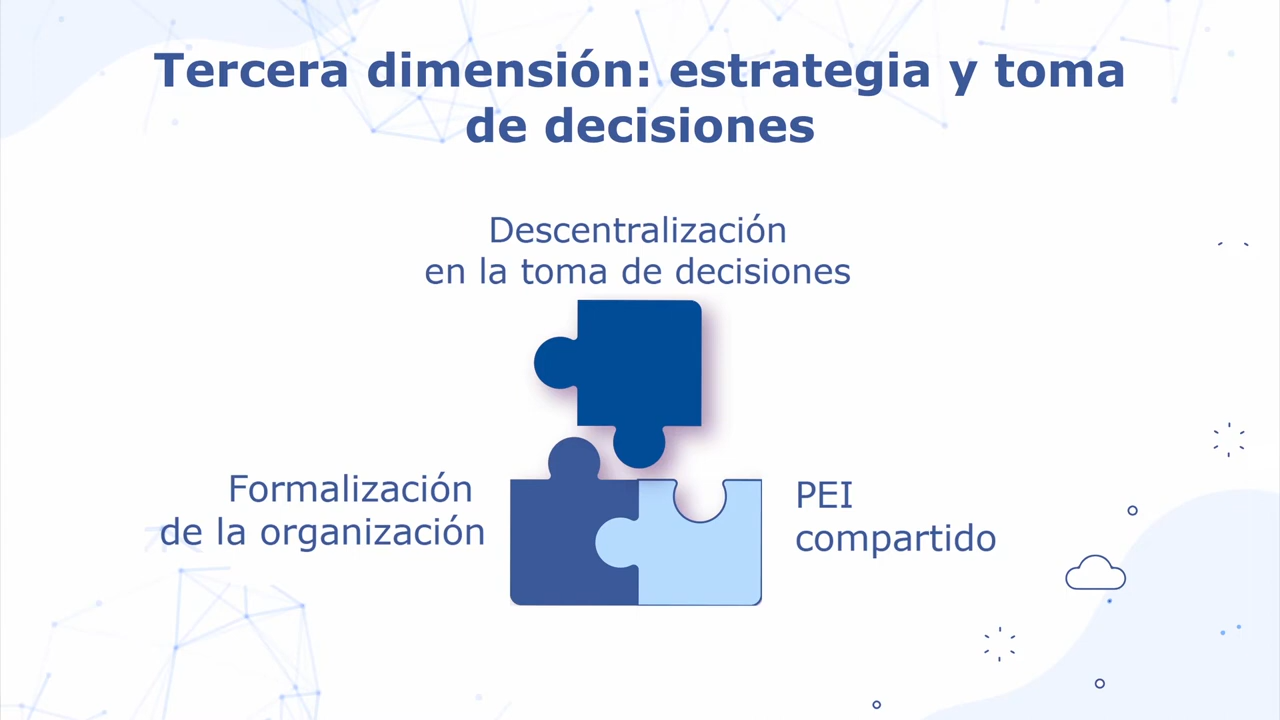 Tercera dimensión: estrategia y toma
de decisiones
Descentralización
en la toma de decisiones
Formalización
de la organización
PEI
compartido